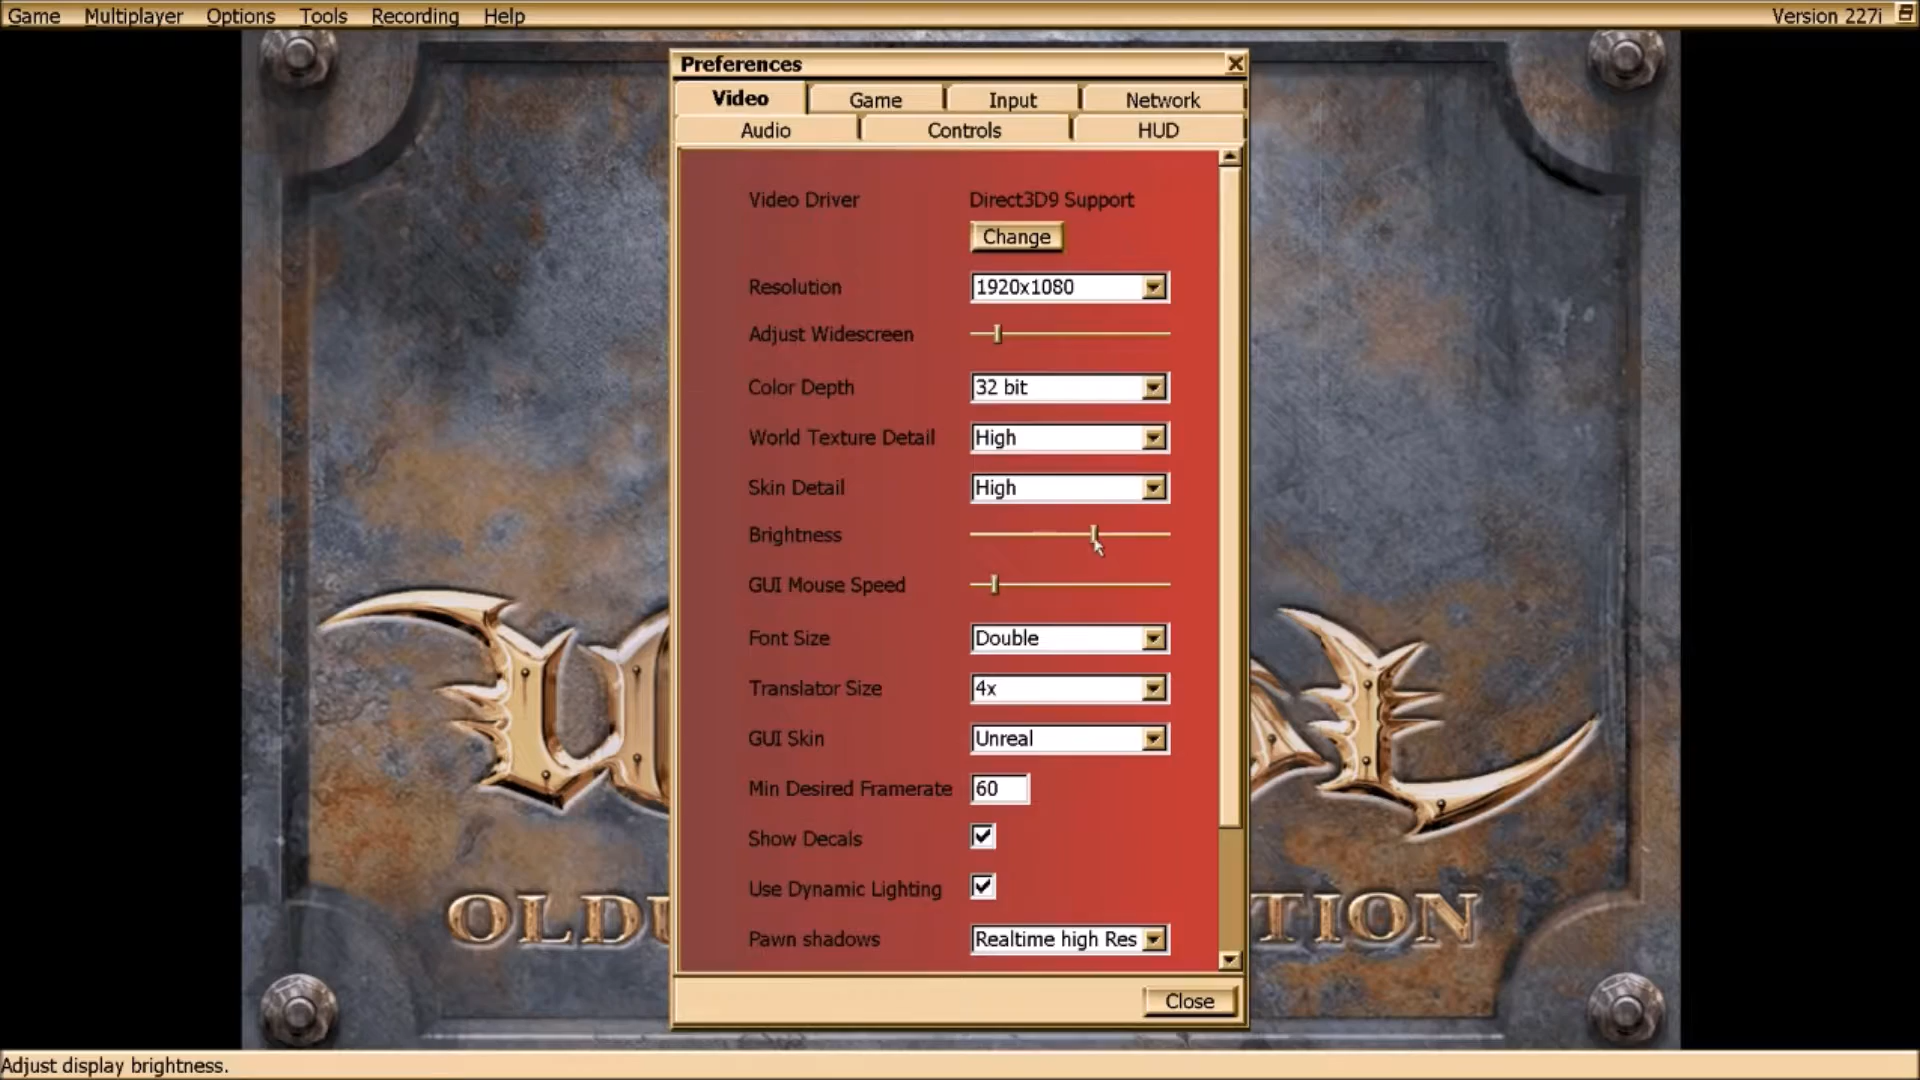 Game Multiplayer Options Tools Recording Help Version 227i
Preferences
Video Game Input Network
Audio Controls HUD
Video Driver Direct3D9 Support
Change
Resolution 1920x1080
Adjust Widescreen
Color Depth 32 bit
World Texture Detail High
Skin Detail High
Brightness
GUI Mouse Speed
Font Size Double
Translator Size 4x
GUI Skin Unreal
Min Desired Framerate 60
Show Decals
Use Dynamic Lighting
Pawn shadows Realtime high Res
Close
Adjust display brightness.